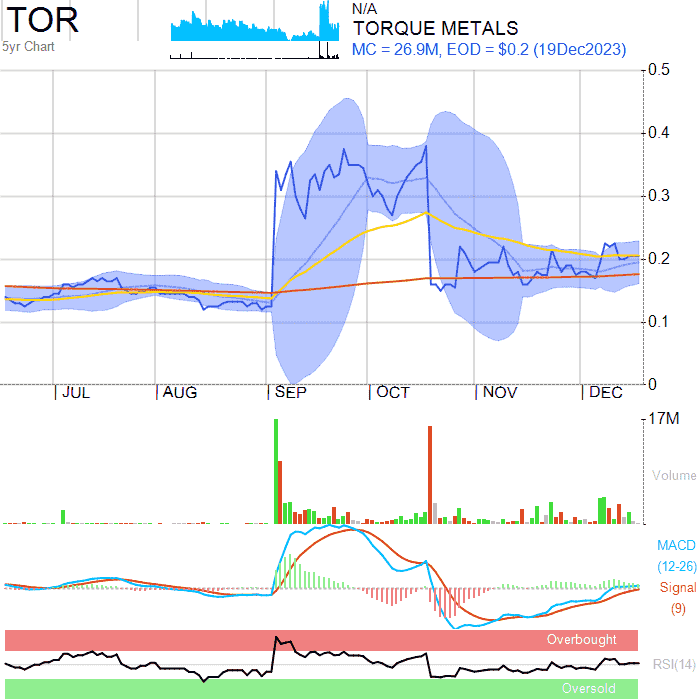 TOR
5yr Chart
N/A
TORQUE METALS
MC = 26.9M, EOD = $0.2 (19Dec2023)
0.5
0.4
0.3
0.2
0.1
0
JUL AUG SEP OCT NOV DEC
17M
Volume
MACD
(12-26)
Signal
(9)
Overbought
RSI(14)
Oversold